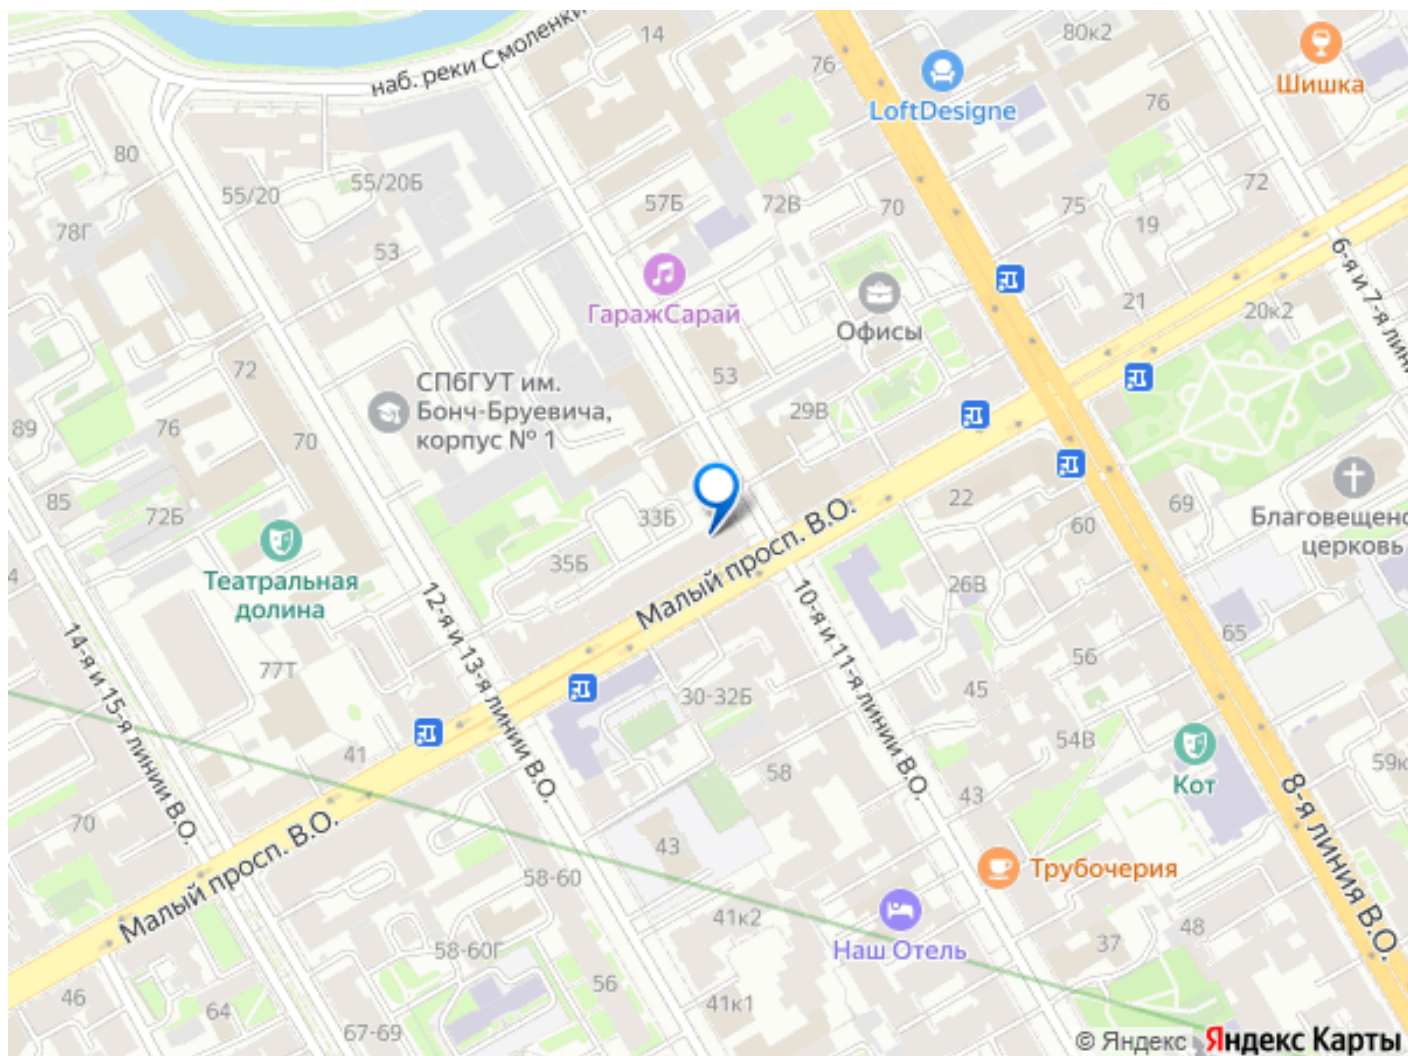 наб. реки Смоленки
14
76
80к2
Шишка
LoftDesigne
76
80
55/20
55/20Б
78Г
53
57Б
72В
70
75
72
19
6-я и 7-я лини
ГаражСарай
Офисы
21
20к2
72
СПбГУТ им.
Бонч-Бруевича,
корпус № 1
53
29В
89
76
70
85
72Б
33Б
22
69
60
Благовещенс
церковь
Малый просп. В.О.
35Б
Театральная
долина
4
26В
12-я и 13-я линии В.О.
10-я и 11-я линии В.О.
14-я и 15-я линии В.О.
65
56
77Т
30-32Б
45
41
54В
58
Кот
59к
8-я линия В.О.
43
70
43
Малый просп. В.О.
Трубочерия
58-60
41к2
Наш Отель
48
37
58-60Г
56
46
64
67-69
41к1
© Яндекс Яндекс Карты